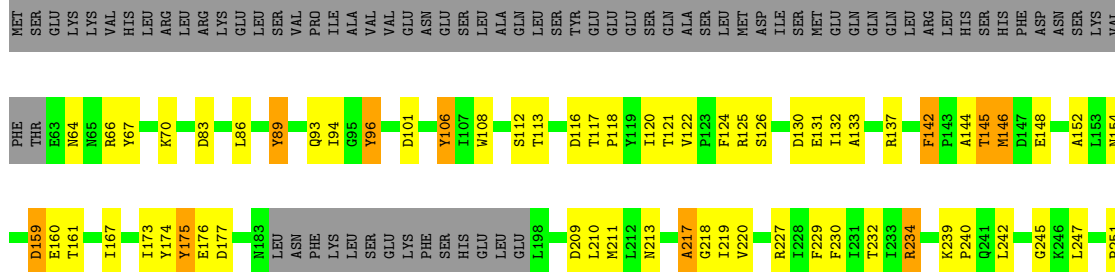 MET SER GLU LYS LYS VAL HIS LEU ARG LEU ARG LYS GLU LEU SER VAL PRO ILE ALA VAL VAL GLU ASN GLU SER LEU ALA GLN LEU SER TYR GLU GLU GLU SER GLN ALA SER LEU MET ASP ILE SER MET GLU GLN GLN LEU ARG LEU HIS SER HIS PHE ASP ASN SER LYS VAL
PHE THR E63 N64 N65 R66 Y67 K70 D83 L86 Y89 Q93 I94 G95 Y96 D101 Y106 I107 W108 S112 T113 D116 T117 P118 Y119 I120 T121 V122 P123 F124 R125 S126 D130 E131 I132 A133 R137 F142 P143 A144 T145 M146 D147 E148 A152 L153 N154
D159 E160 T161 I167 I173 Y174 Y175 E176 D177 N183 LEU ASN PHE LYS LEU SER GLY LYS PHE SER HIS GLU LEU GLU L198 D209 L210 M211 L212 N213 A217 G218 I219 V220 R227 I228 F229 F230 I231 T232 I233 R234 K239 P240 Q241 L242 G245 K246 L247